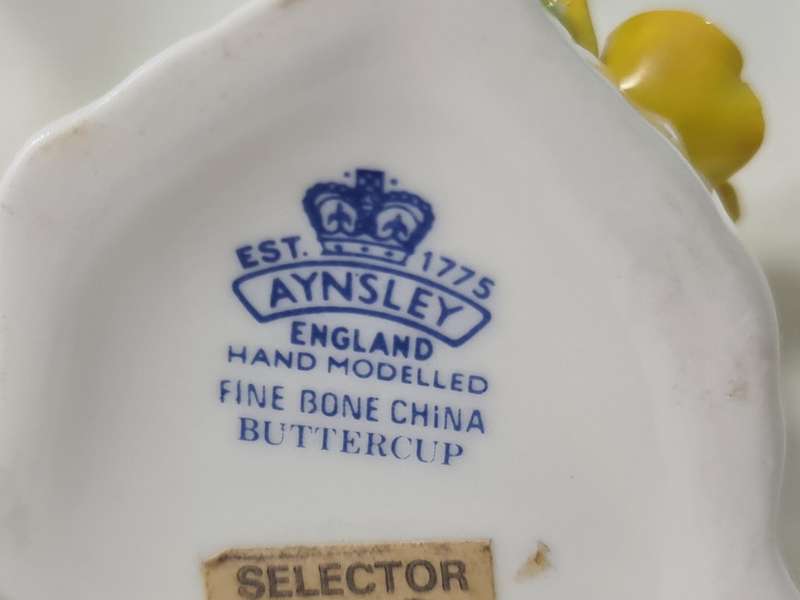 EST. 1775
AYNSLEY
ENGLAND
HAND MODELLED
FINE BONE CHiNA
BUTTERCUP
SELECTOR